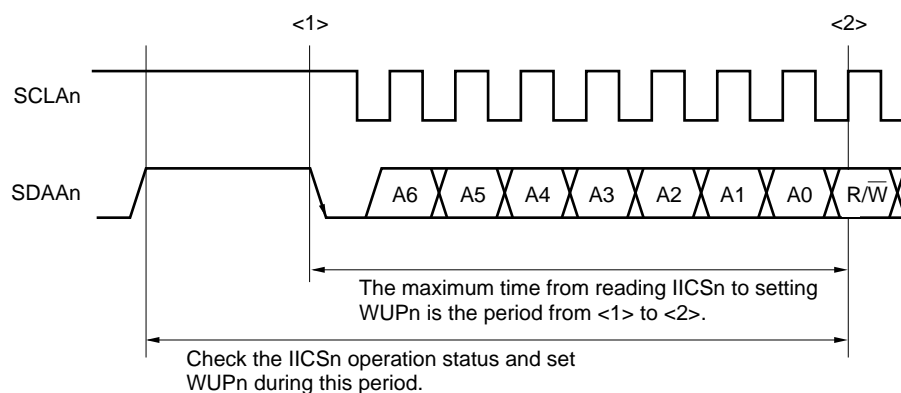 <1>
<2>
SCLAn
SDAAn
A6 A5 A4 A3 A2 A1 A0 R/W̅
The maximum time from reading IICSn to setting
WUPn is the period from <1> to <2>.
Check the IICSn operation status and set
WUPn during this period.